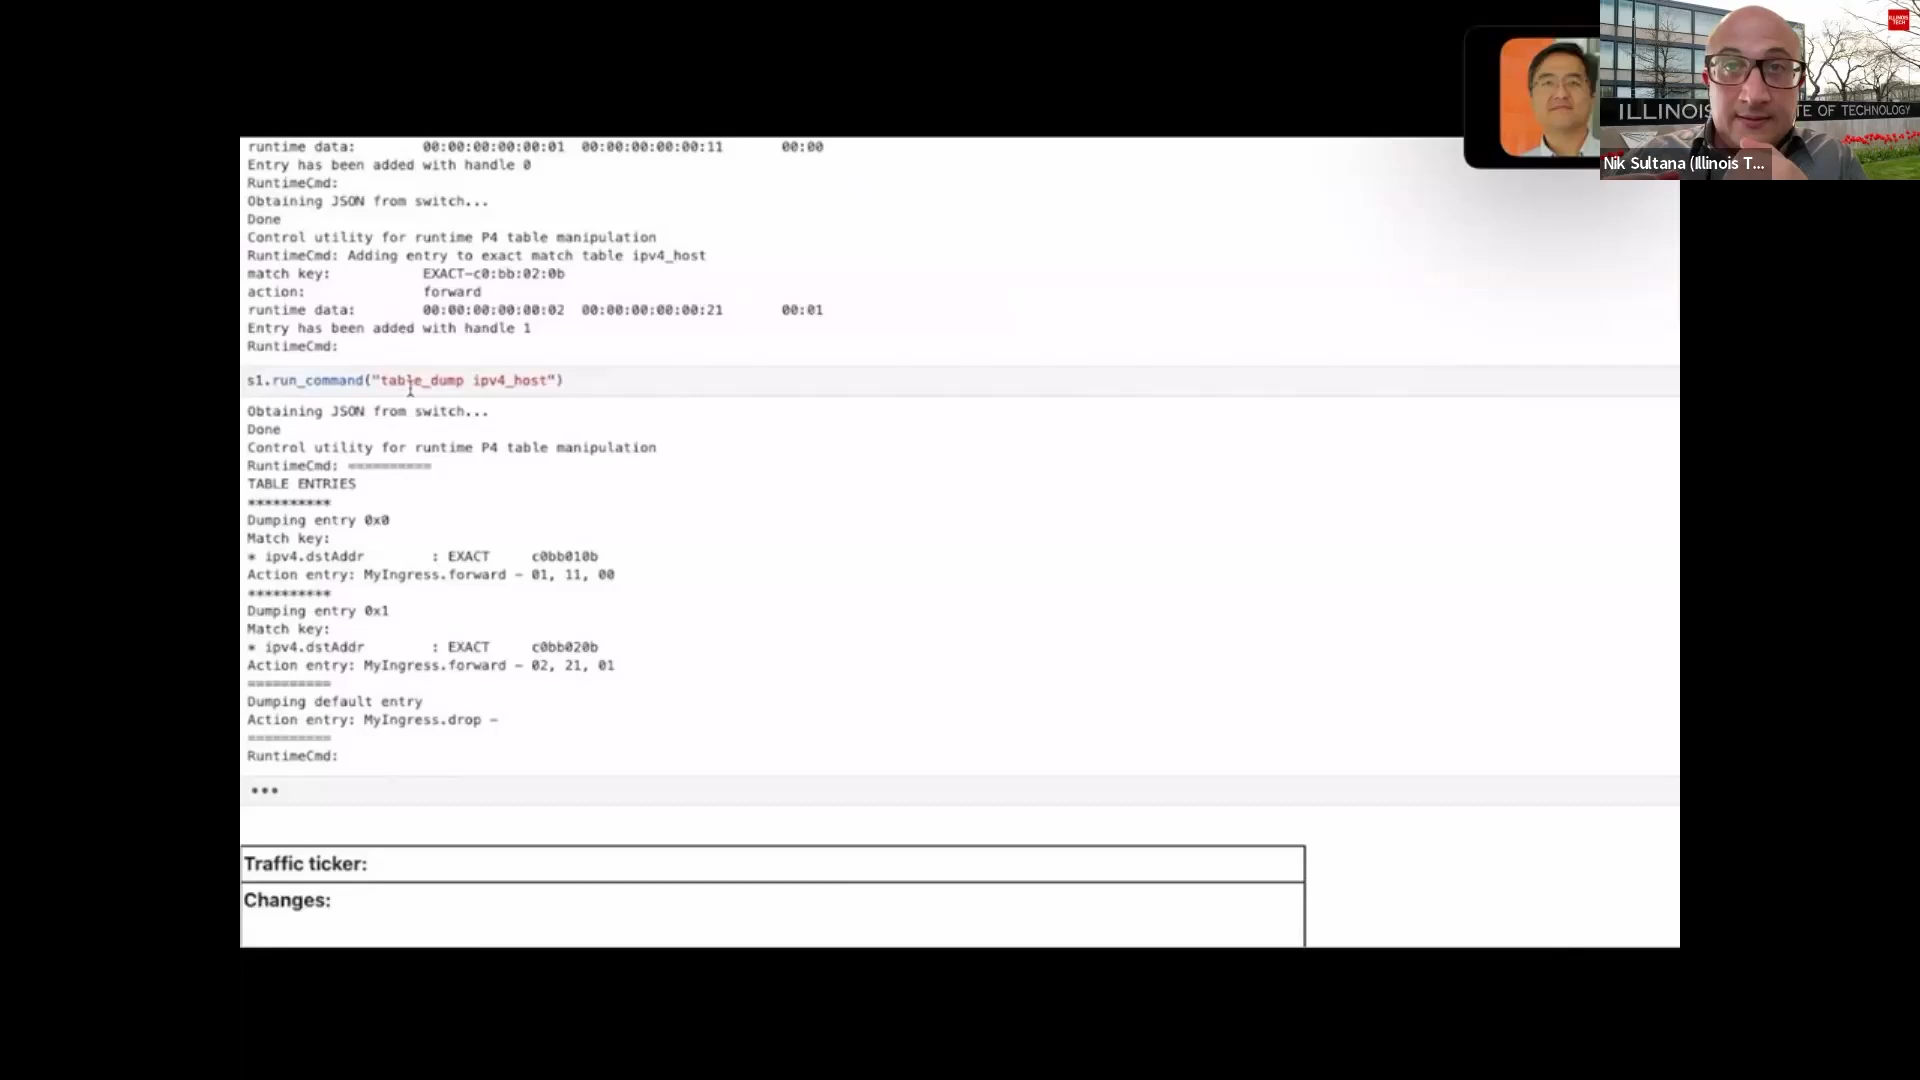 runtime data: 00:00:00:00:00:01 00:00:00:00:00:11 00:00
Entry has been added with handle 0
RuntimeCmd:
Obtaining JSON from switch...
Done
Control utility for runtime P4 table manipulation
RuntimeCmd: Adding entry to exact match table ipv4_host
match key: EXACT-c0:bb:02:0b
action: forward
runtime data: 00:00:00:00:00:02 00:00:00:00:00:21 00:01
Entry has been added with handle 1
RuntimeCmd:
s1.run_command("table_dump ipv4_host")
Obtaining JSON from switch...
Done
Control utility for runtime P4 table manipulation
RuntimeCmd: ==========
TABLE ENTRIES
**********
Dumping entry 0x0
Match key:
* ipv4.dstAddr : EXACT c0bb010b
Action entry: MyIngress.forward - 01, 11, 00
**********
Dumping entry 0x1
Match key:
* ipv4.dstAddr : EXACT c0bb020b
Action entry: MyIngress.forward - 02, 21, 01
==========
Dumping default entry
Action entry: MyIngress.drop -
==========
RuntimeCmd:
•••
Traffic ticker:
Changes:
ILLINOIS TECH
ILLINOIS TE OF TECHNOLOGY
Nik Sultana (Illinois T...